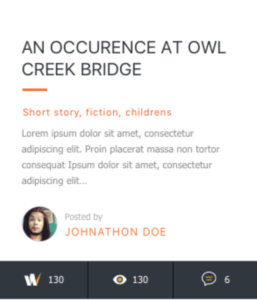 AN OCCURENCE AT OWL
CREEK BRIDGE
Short story, fiction, childrens
Lorem ipsum dolor sit amet, consectetur
adipiscing elit. Proin placerat massa non tortor
consequat Ipsum dolor sit amet, consectetur
adipiscing elit...
Posted by
JOHNATHON DOE
130 130 6